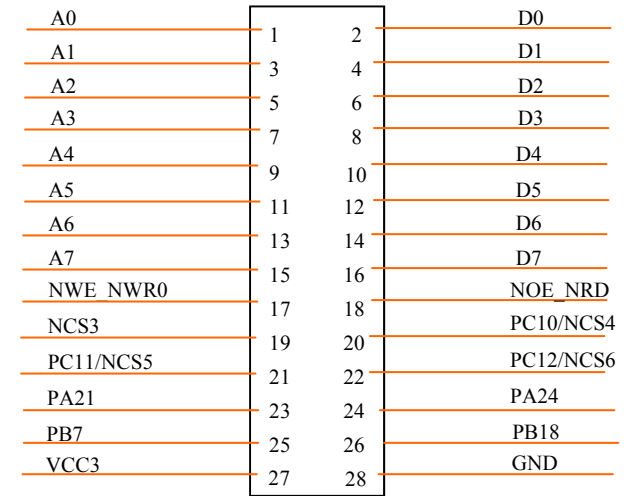 A0 1 2 D0
A1 3 4 D1
A2 5 6 D2
A3 7 8 D3
A4 9 10 D4
A5 11 12 D5
A6 13 14 D6
A7 15 16 D7
NWE_NWR0 17 18 NOE_NRD
NCS3 19 20 PC10/NCS4
PC11/NCS5 21 22 PC12/NCS6
PA21 23 24 PA24
PB7 25 26 PB18
VCC3 27 28 GND